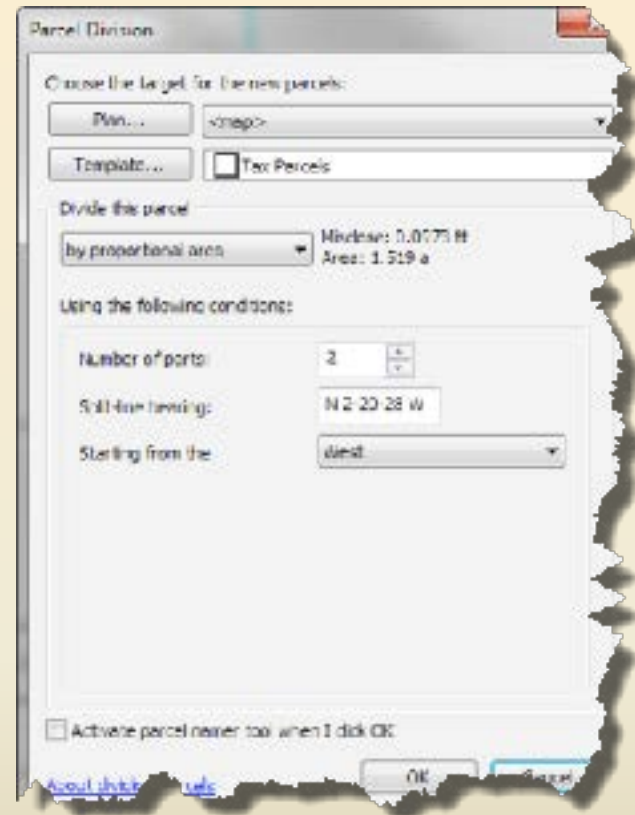 Parcel Division
Choose the target for the new parcels:
Plan... <map>
Template... Tax Parcels
Divide this parcel
by proportional area
Misclose: ft
Area: 1.519 a
Using the following conditions:
Number of parts: 2
Split-line bearing: N 2-20-28 W
Starting from the West
Activate parcel namer tool when I click OK
About OK Cancel